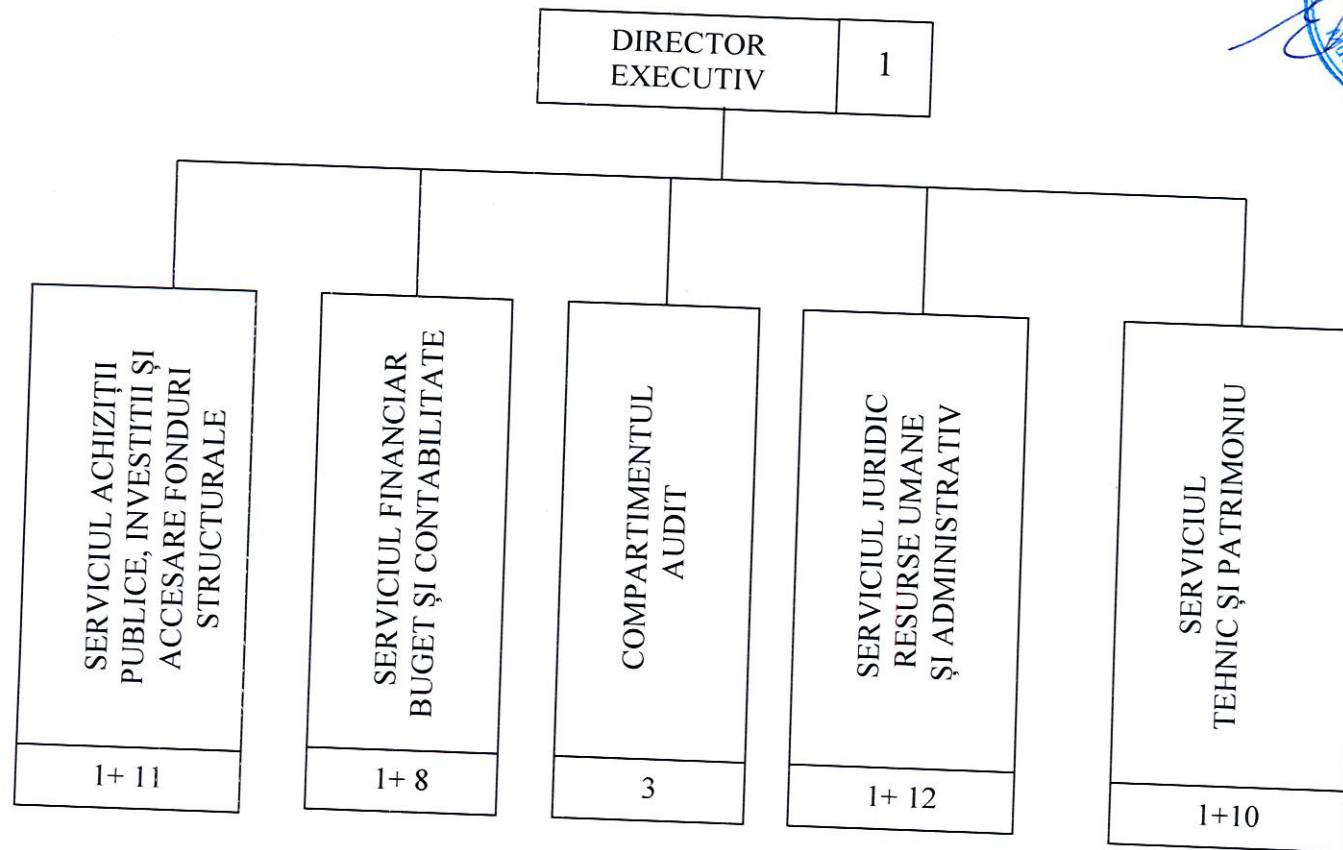 DIRECTOR
EXECUTIV
1
SERVICIUL ACHIZIȚII
PUBLICE, INVESTITII ȘI
ACCESARE FONDURI
STRUCTURALE
1+ 11
SERVICIUL FINANCIAR
BUGET ȘI CONTABILITATE
1+ 8
COMPARTIMENTUL
AUDIT
3
SERVICIUL JURIDIC
RESURSE UMANE
ȘI ADMINISTRATIV
1+ 12
SERVICIUL
TEHNIC ȘI PATRIMONIU
1+10